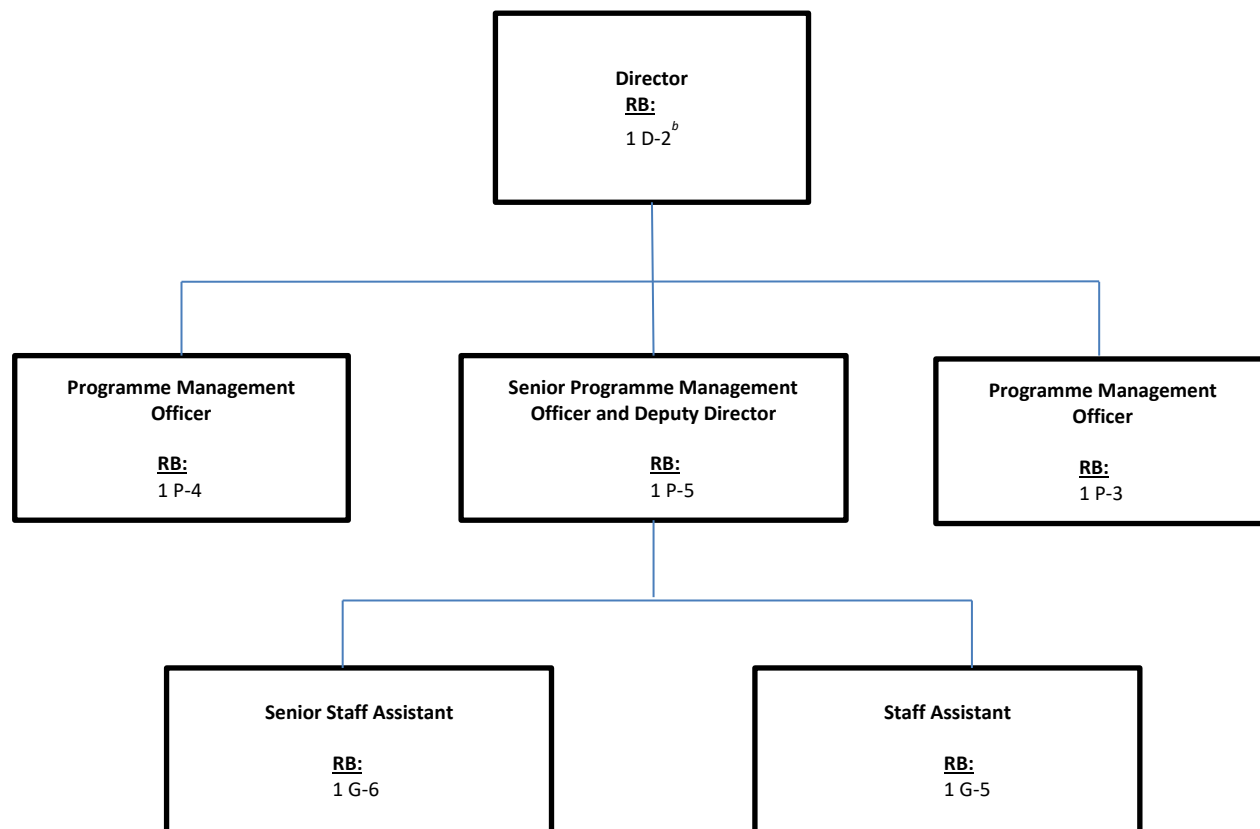 Director
RB:
1 D-2b
Programme Management
Officer
RB:
1 P-4
Senior Programme Management
Officer and Deputy Director
RB:
1 P-5
Programme Management
Officer
RB:
1 P-3
Senior Staff Assistant
RB:
1 G-6
Staff Assistant
RB:
1 G-5